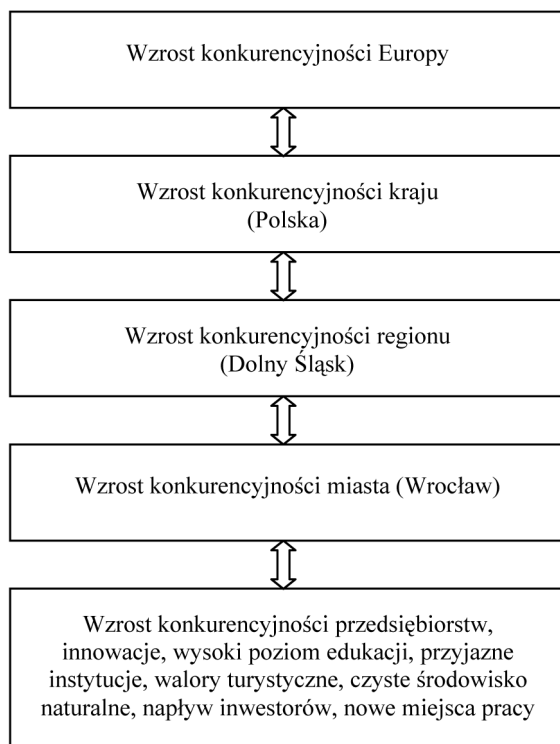 Wzrost konkurencyjności Europy
Wzrost konkurencyjności kraju
(Polska)
Wzrost konkurencyjności regionu
(Dolny Śląsk)
Wzrost konkurencyjności miasta (Wrocław)
Wzrost konkurencyjności przedsiębiorstw,
innowacje, wysoki poziom edukacji, przyjazne
instytucje, walory turystyczne, czyste środowisko
naturalne, napływ inwestorów, nowe miejsca pracy